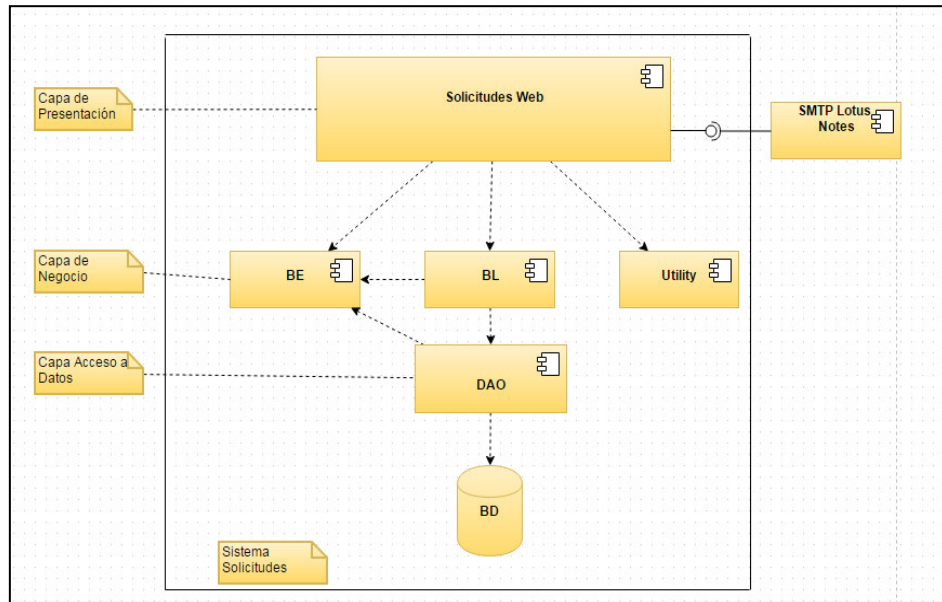 Solicitudes Web
Capa de
Presentación
SMTP Lotus
Notes
Capa de
Negocio
BE
BL
Utility
Capa Acceso a
Datos
DAO
BD
Sistema
Solicitudes